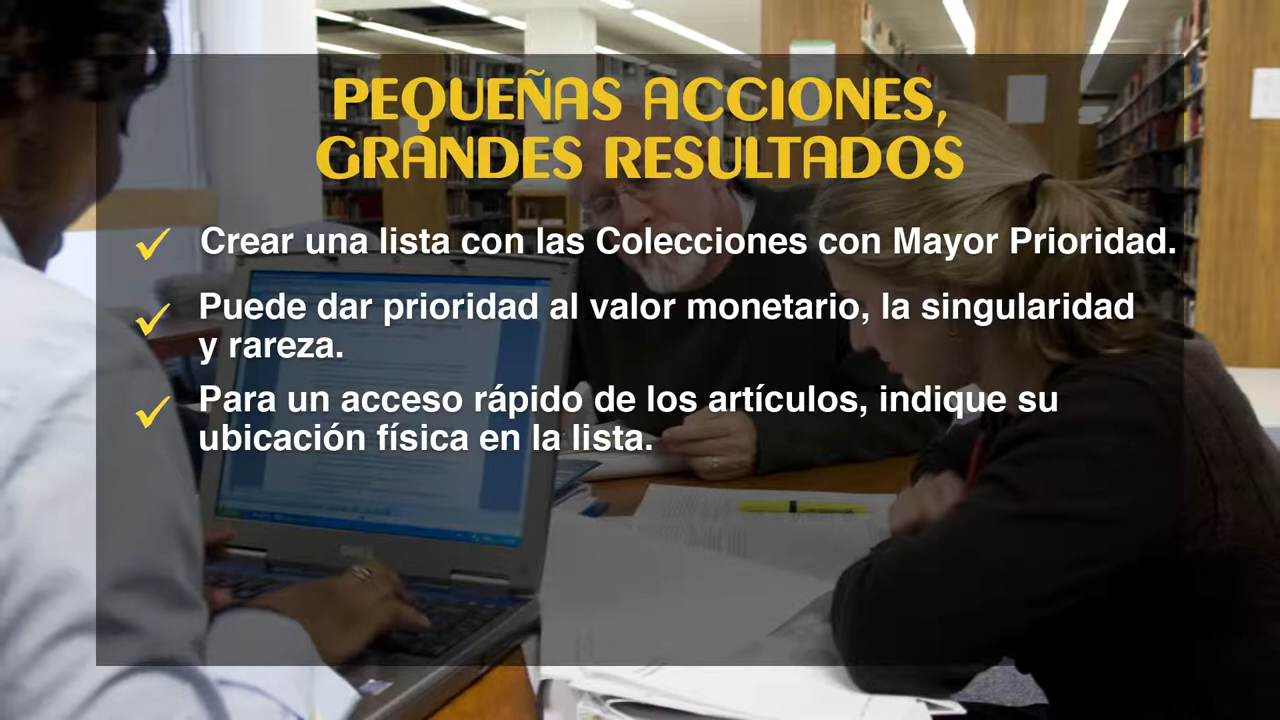 PEQUEÑAS ACCIONES,
GRANDES RESULTADOS
Crear una lista con las Colecciones con Mayor Prioridad.
Puede dar prioridad al valor monetario, la singularidad
y rareza.
Para un acceso rápido de los artículos, indique su
ubicación física en la lista.